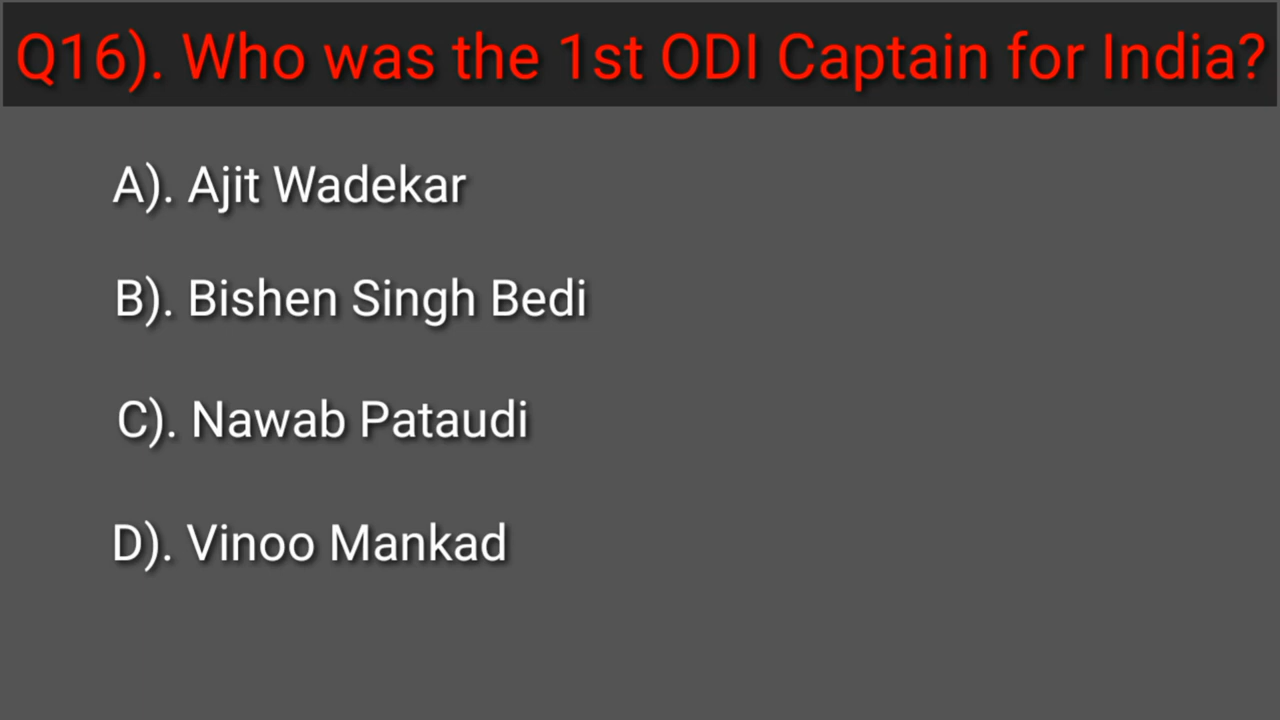 Q16). Who was the 1st ODI Captain for India?
A). Ajit Wadekar
B). Bishen Singh Bedi
C). Nawab Pataudi
D). Vinoo Mankad